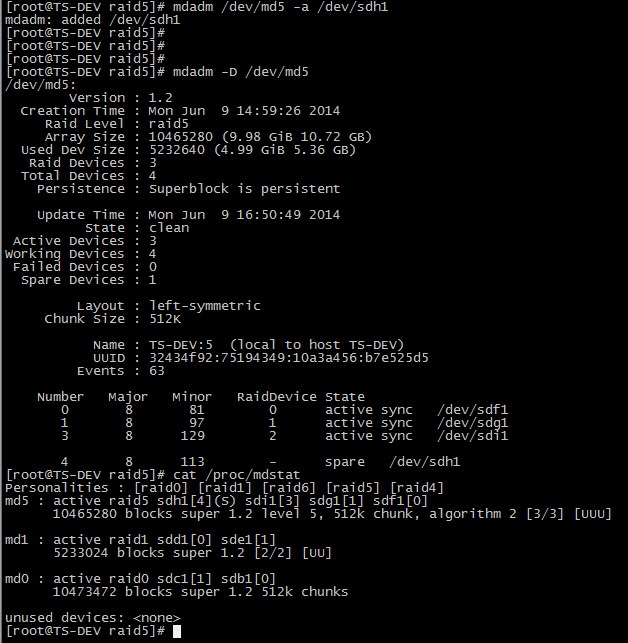 [root@TS-DEV raid5]# mdadm /dev/md5 -a /dev/sdh1
mdadm: added /dev/sdh1
[root@TS-DEV raid5]#
[root@TS-DEV raid5]#
[root@TS-DEV raid5]#
[root@TS-DEV raid5]# mdadm -D /dev/md5
/dev/md5:
Version : 1.2
Creation Time : Mon Jun  9 14:59:26 2014
Raid Level : raid5
Array Size : 10465280 (9.98 GiB 10.72 GB)
Used Dev Size : 5232640 (4.99 GiB 5.36 GB)
Raid Devices : 3
Total Devices : 4
Persistence : Superblock is persistent
Update Time : Mon Jun  9 16:50:49 2014
State : clean
Active Devices : 3
Working Devices : 4
Failed Devices : 0
Spare Devices : 1
Layout : left-symmetric
Chunk Size : 512K
Name : TS-DEV:5  (local to host TS-DEV)
UUID : 32434f92:75194349:10a3a456:b7e525d5
Events : 63
Number   Major   Minor   RaidDevice State
0       8       81        0      active sync   /dev/sdf1
1       8       97        1      active sync   /dev/sdg1
3       8      129        2      active sync   /dev/sdi1
4       8      113        -      spare   /dev/sdh1
[root@TS-DEV raid5]# cat /proc/mdstat
Personalities : [raid0] [raid1] [raid6] [raid5] [raid4]
md5 : active raid5 sdh1[4](S) sdi1[3] sdg1[1] sdf1[0]
10465280 blocks super 1.2 level 5, 512k chunk, algorithm 2 [3/3] [UUU]
md1 : active raid1 sdd1[0] sde1[1]
5233024 blocks super 1.2 [2/2] [UU]
md0 : active raid0 sdc1[1] sdb1[0]
10473472 blocks super 1.2 512k chunks
unused devices: <none>
[root@TS-DEV raid5]#